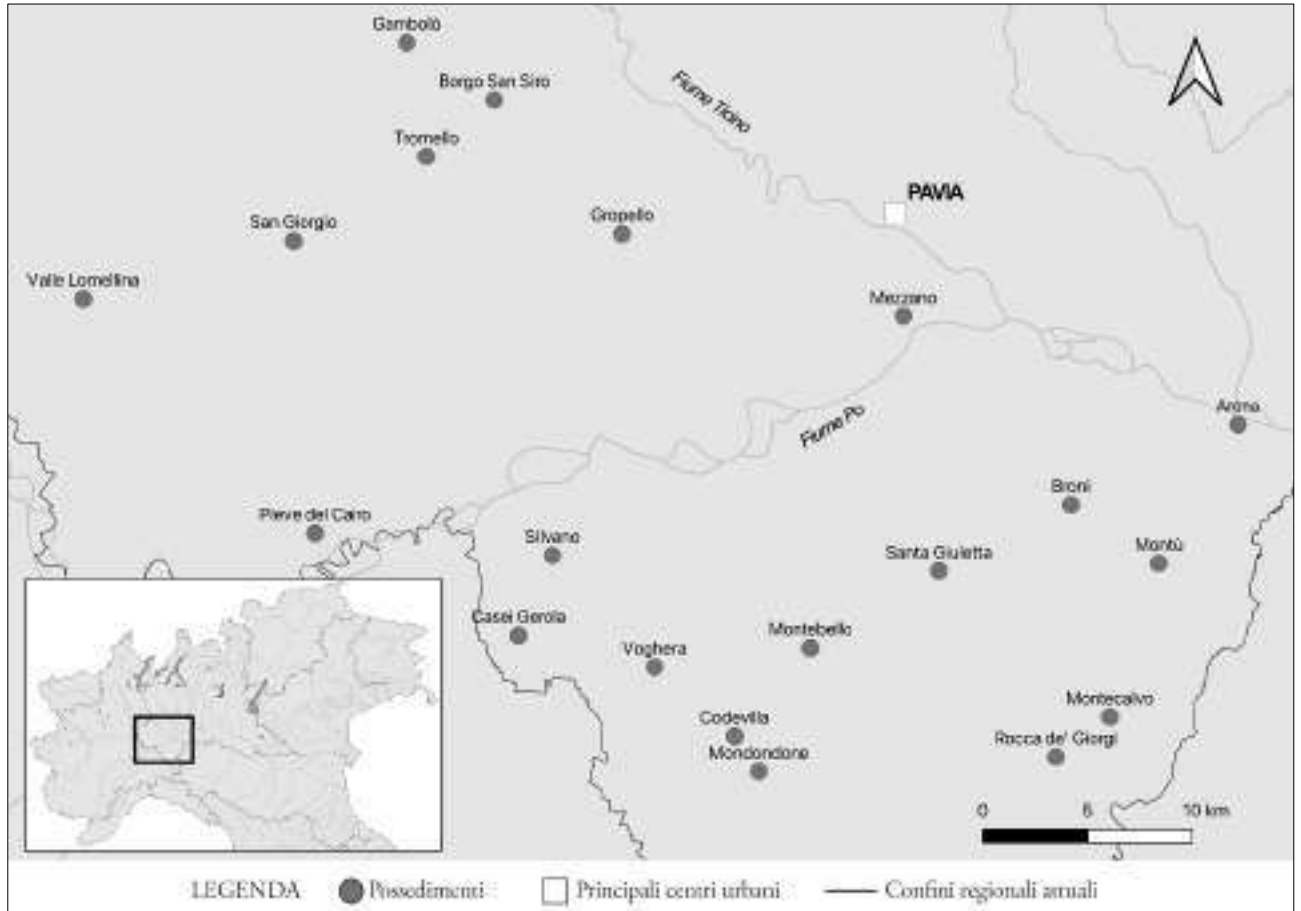 Gambolò
Borgo San Siro
Fiume Ticino
Tromello
PAVIA
San Giorgio
Gropello
Valle Lomellina
Mezzano
Arena
Fiume Po
Broni
Pieve del Cairo
Silvano
Santa Giuletta
Montù
Casei Gerola
Voghera
Montebello
Codevilla
Mondondone
Montecalvo
Rocca de' Giorgi
0 5 10 km
LEGENDA Possedimenti Principali centri urbani Confini regionali attuali